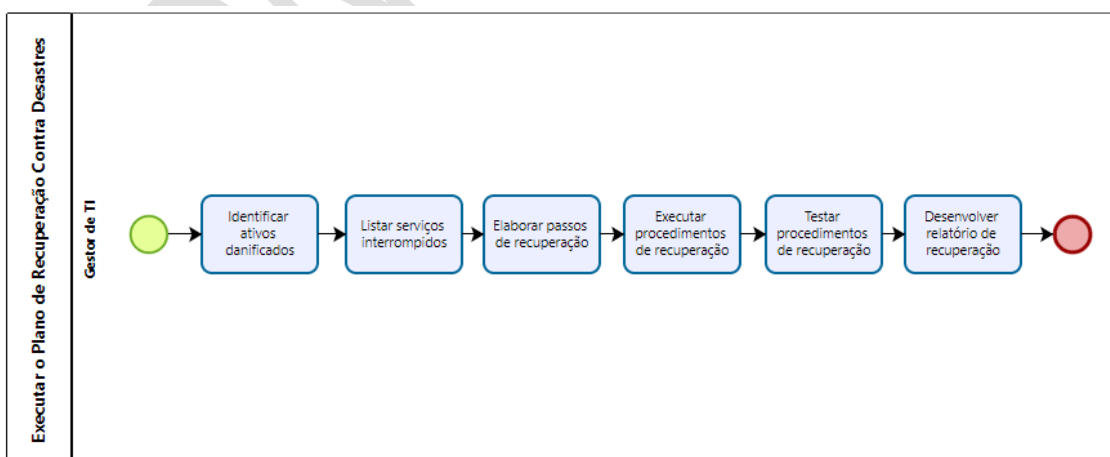 Executar o Plano de Recuperação Contra Desastres
Gestor de TI
Identificar
ativos
danificados
Listar serviços
interrompidos
Elaborar passos
de recuperação
Executar
procedimentos
de recuperação
Testar
procedimentos
de recuperação
Desenvolver
relatório de
recuperação